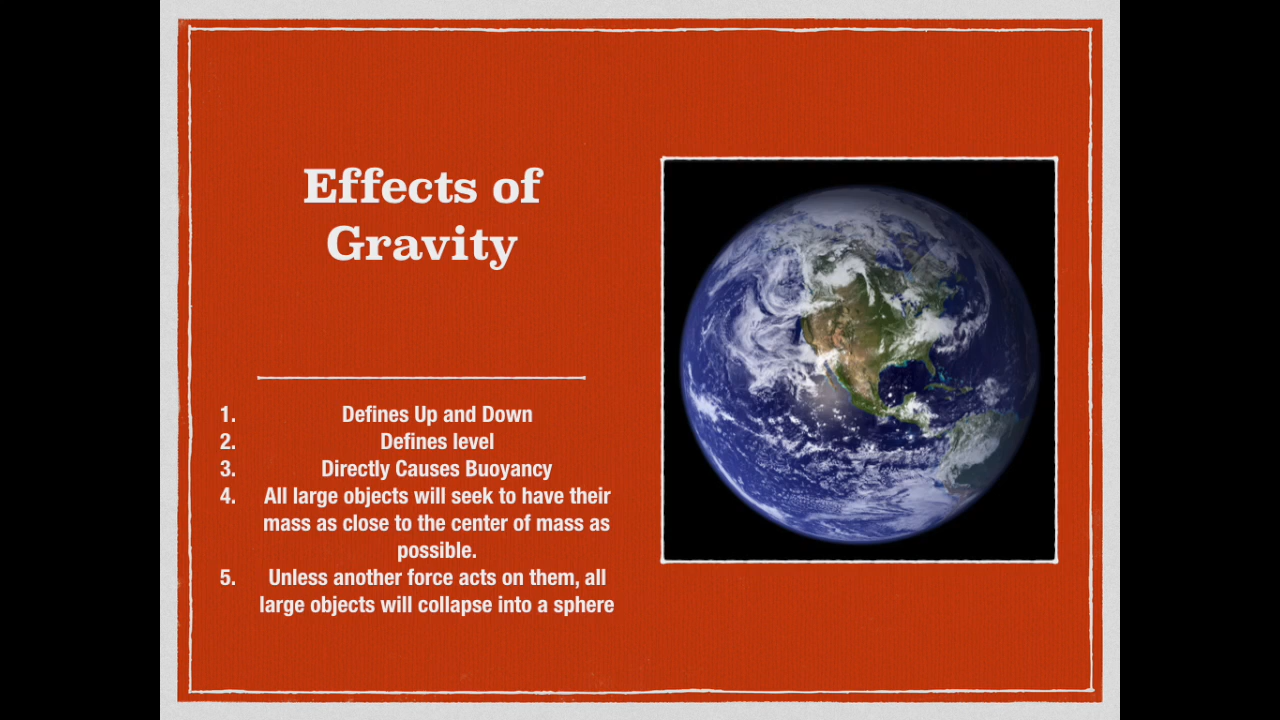 Effects of
Gravity
1. Defines Up and Down
2. Defines level
3. Directly Causes Buoyancy
4. All large objects will seek to have their
mass as close to the center of mass as
possible.
5. Unless another force acts on them, all
large objects will collapse into a sphere